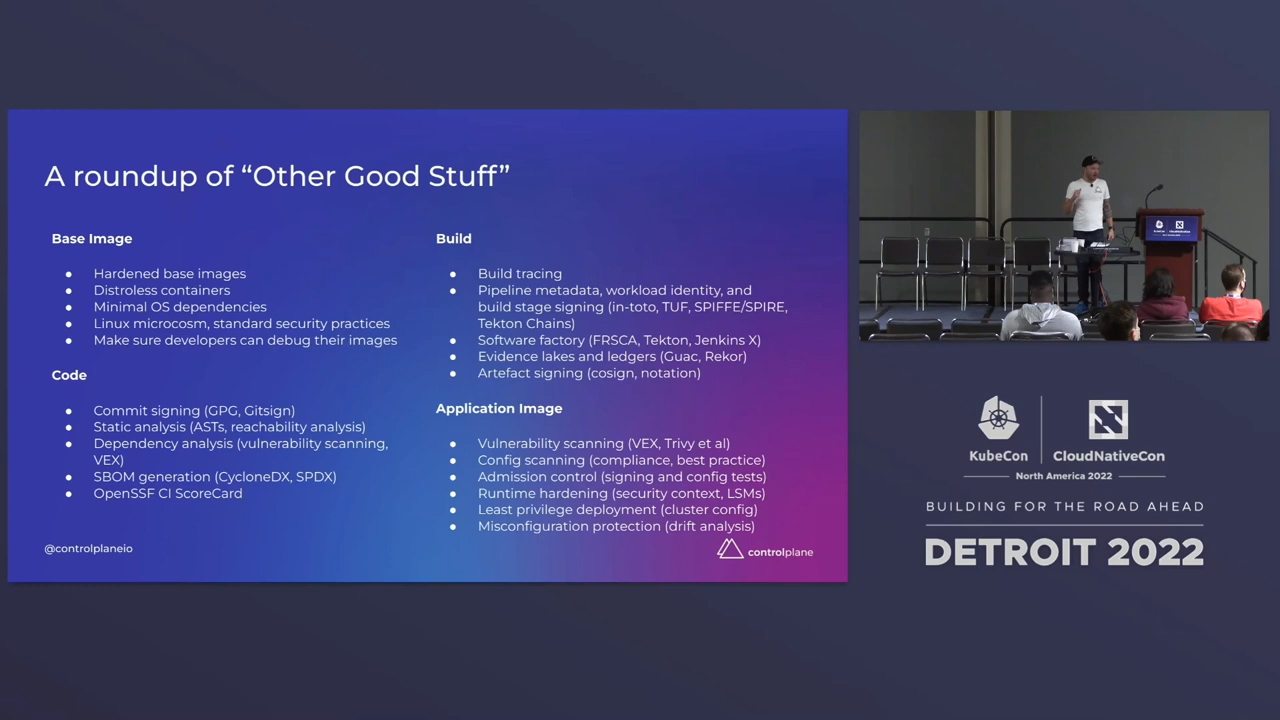 A roundup of “Other Good Stuff”
Base Image
● Hardened base images
● Distroless containers
● Minimal OS dependencies
● Linux microcosm, standard security practices
● Make sure developers can debug their images
Code
● Commit signing (GPG, Gitsign)
● Static analysis (ASTs, reachability analysis)
● Dependency analysis (vulnerability scanning,
VEX)
● SBOM generation (CycloneDX, SPDX)
● OpenSSF CI ScoreCard
Build
● Build tracing
● Pipeline metadata, workload identity, and
build stage signing (in-toto, TUF, SPIFFE/SPIRE,
Tekton Chains)
● Software factory (FRSCA, Tekton, Jenkins X)
● Evidence lakes and ledgers (Guac, Rekor)
● Artefact signing (cosign, notation)
Application Image
● Vulnerability scanning (VEX, Trivy et al)
● Config scanning (compliance, best practice)
● Admission control (signing and config tests)
● Runtime hardening (security context, LSMs)
● Least privilege deployment (cluster config)
● Misconfiguration protection (drift analysis)
@controlplaneio
controlplane
KubeCon
CloudNativeCon
North America 2022
BUILDING FOR THE ROAD AHEAD
DETROIT 2022